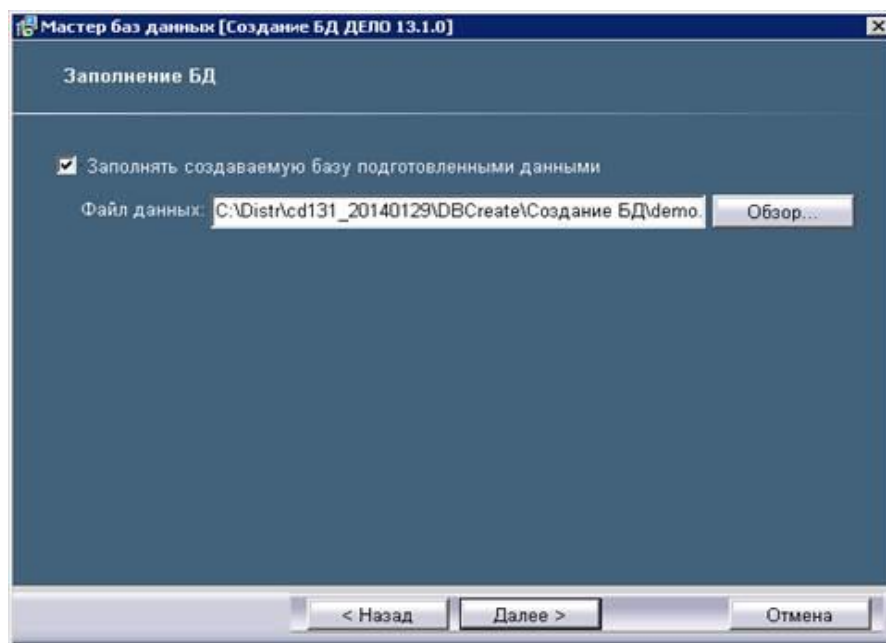 Мастер баз данных [Создание БД ДЕЛО 13.1.0]
Заполнение БД
Заполнять создаваемую базу подготовленными данными
Файл данных: C:\Distr\cd131_20140129\DBCreate\Создание БД\demo. Обзор...
< Назад Далее > Отмена